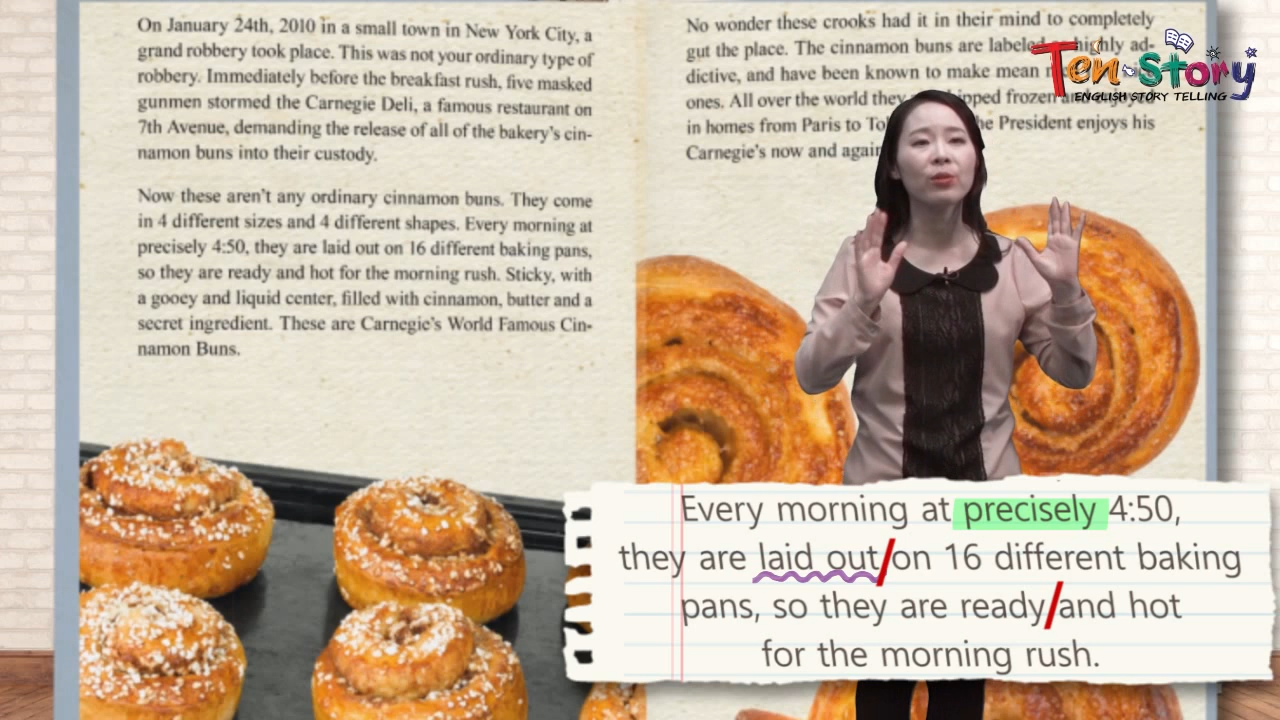 On January 24th, 2010 in a small town in New York City, a
grand robbery took place. This was not your ordinary type of
robbery. Immediately before the breakfast rush, five masked
gunmen stormed the Carnegie Deli, a famous restaurant on
7th Avenue, demanding the release of all of the bakery's cin-
namon buns into their custody.
Now these aren't any ordinary cinnamon buns. They come
in 4 different sizes and 4 different shapes. Every morning at
precisely 4:50, they are laid out on 16 different baking pans,
so they are ready and hot for the morning rush. Sticky, with
a gooey and liquid center, filled with cinnamon, butter and a
secret ingredient. These are Carnegie's World Famous Cin-
namon Buns.
No wonder these crooks had it in their mind to completely
gut the place. The cinnamon buns are labeled highly ad-
dictive, and have been known to make mean
ones. All over the world they frozen
in homes from Paris to the President enjoys his
Carnegie's now and again
Ten Story
ENGLISH STORY TELLING
Every morning at precisely 4:50,
they are laid out/on 16 different baking
pans, so they are ready/and hot
for the morning rush.